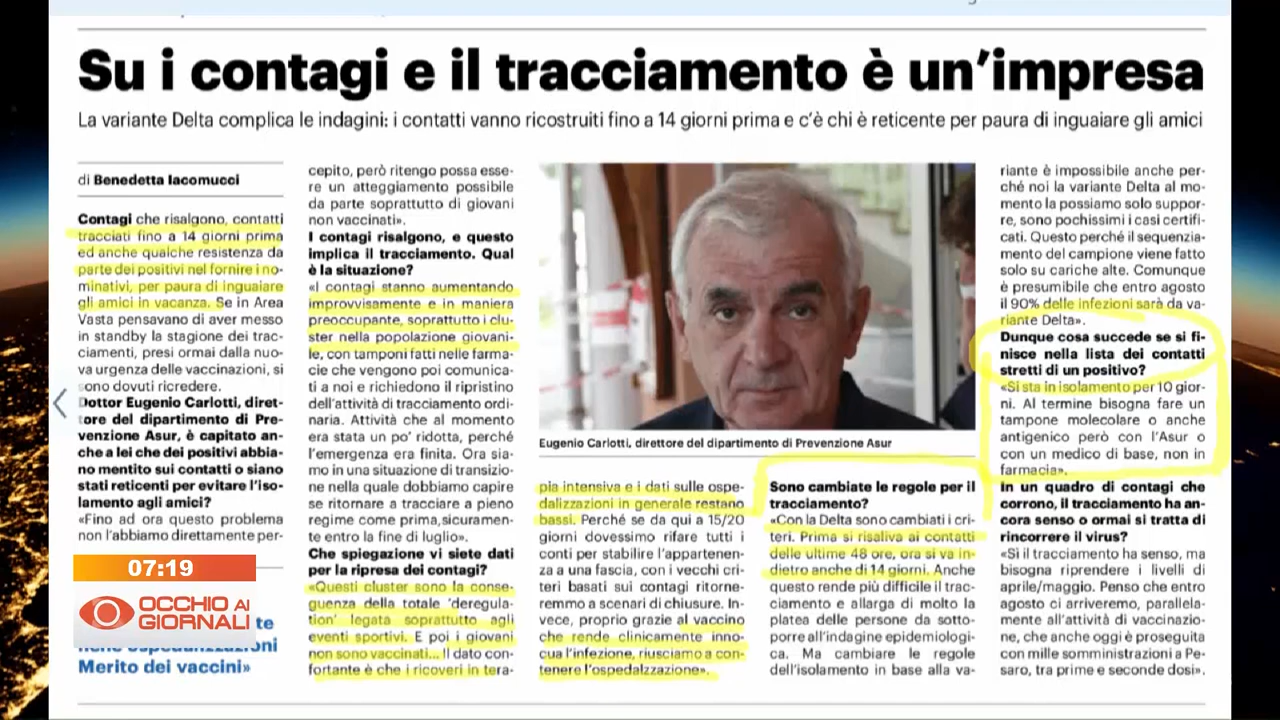 Su i contagi e il tracciamento è un'impresa
La variante Delta complica le indagini: i contatti vanno ricostruiti fino a 14 giorni prima e c'è chi è reticente per paura di inguaiare gli amici
di Benedetta Iacomucci
Contagi che risalgono, contatti
tracciati fino a 14 giorni prima
ed anche qualche resistenza da
parte dei positivi nel fornire i no-
minativi, per paura di inguaiare
gli amici in vacanza. Se in Area
Vasta pensavano di aver messo
in standby la stagione dei trac-
ciamenti, presi ormai dalla nuo-
va urgenza delle vaccinazioni, si
sono dovuti ricredere.
Dottor Eugenio Carlotti, diret-
tore del dipartimento di Pre-
venzione Asur, è capitato an-
che a lei che dei positivi abbia-
no mentito sui contatti o siano
stati reticenti per evitare l'iso-
lamento agli amici?
«Fino ad ora questo problema
non l'abbiamo direttamente per-
07:19
OCCHIO AI
GIORNALI
te
nelle ospedalizzazioni
Merito dei vaccini»
cepito, però ritengo possa esse-
re un atteggiamento possibile
da parte soprattutto di giovani
non vaccinati».
I contagi risalgono, e questo
implica il tracciamento. Qual
è la situazione?
«I contagi stanno aumentando
improvvisamente e in maniera
preoccupante, soprattutto i clu-
ster nella popolazione giovani-
le, con tamponi fatti nelle farma-
cie che vengono poi comunica-
ti a noi e richiedono il ripristino
dell'attività di tracciamento ordi-
naria. Attività che al momento
era stata un po' ridotta, perché
l'emergenza era finita. Ora sia-
mo in una situazione di transizio-
ne nella quale dobbiamo capire
se ritornare a tracciare a pieno
regime come prima,sicuramen-
te entro la fine di luglio».
Che spiegazione vi siete dati
per la ripresa dei contagi?
«Questi cluster sono la conse-
guenza della totale 'deregula-
tion' legata soprattutto agli
eventi sportivi. E poi i giovani
non sono vaccinati... Il dato con-
fortante è che i ricoveri in tera-
Eugenio Carlotti, direttore del dipartimento di Prevenzione Asur
pia intensiva e i dati sulle ospe-
dalizzazioni in generale restano
bassi. Perché se da qui a 15/20
giorni dovessimo rifare tutti i
conti per stabilire l'appartenen-
za a una fascia, con i vecchi cri-
teri basati sui contagi ritorne-
remmo a scenari di chiusure. In-
vece, proprio grazie al vaccino
che rende clinicamente inno-
cua l'infezione, riusciamo a con-
tenere l'ospedalzzazione».
Sono cambiate le regole per il
tracciamento?
«Con la Delta sono cambiati i cri-
teri. Prima si risaliva ai contatti
delle ultime 48 ore, ora si va in-
dietro anche di 14 giorni. Anche
questo rende più difficile il trac-
ciamento e allarga di molto la
platea delle persone da sotto-
porre all'indagine epidemiologi-
ca. Ma cambiare le regole
dell'isolamento in base alla va-
riante è impossibile anche per-
ché noi la variante Delta al mo-
mento la possiamo solo suppor-
re, sono pochissimi i casi certifi-
cati. Questo perché il sequenzia-
mento del campione viene fatto
solo su cariche alte. Comunque
è presumibile che entro agosto
il 90% delle infezioni sarà da va-
riante Delta».
Dunque cosa succede se si fi-
nisce nella lista dei contatti
stretti di un positivo?
«Si sta in isolamento per 10 gior-
ni. Al termine bisogna fare un
tampone molecolare o anche
antigenico però con l'Asur o
con un medico di base, non in
farmacia».
In un quadro di contagi che
corrono, il tracciamento ha an-
cora senso o ormai si tratta di
rincorrere il virus?
«Sì il tracciamento ha senso, ma
bisogna riprendere i livelli di
aprile/maggio. Penso che entro
agosto ci arriveremo, parallela-
mente all'attività di vaccinazio-
ne, che anche oggi è proseguita
con mille somministrazioni a Pe-
saro, tra prime e seconde dosi».